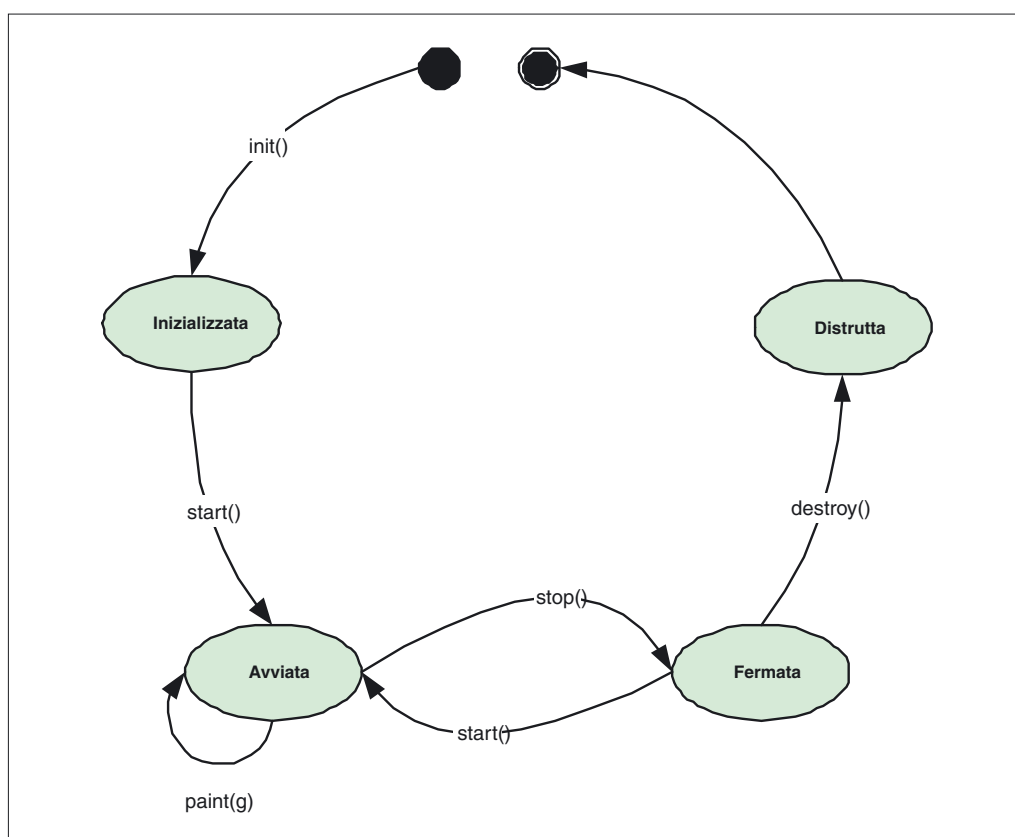 init()
Inizializzata
Distrutta
start()
destroy()
stop()
Avviata
Fermata
start()
paint(g)